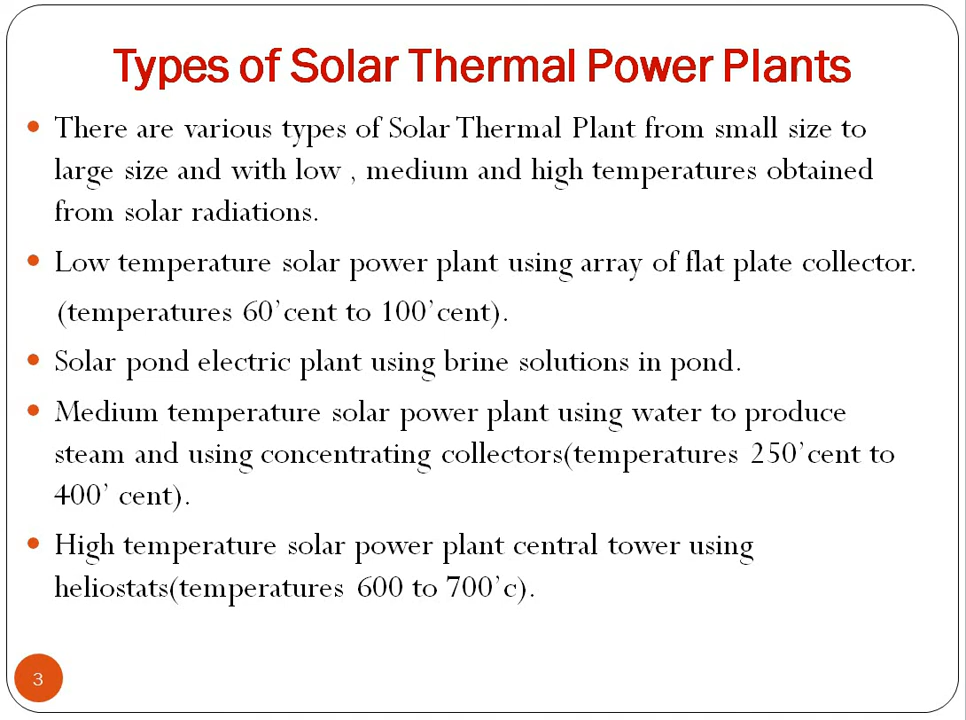 Types of Solar Thermal Power Plants
There are various types of Solar Thermal Plant from small size to
large size and with low , medium and high temperatures obtained
from solar radiations.
Low temperature solar power plant using array of flat plate collector.
(temperatures 60’cent to 100’cent).
Solar pond electric plant using brine solutions in pond.
Medium temperature solar power plant using water to produce
steam and using concentrating collectors(temperatures 250’cent to
400’ cent).
High temperature solar power plant central tower using
heliostats(temperatures 600 to 700’c).
3